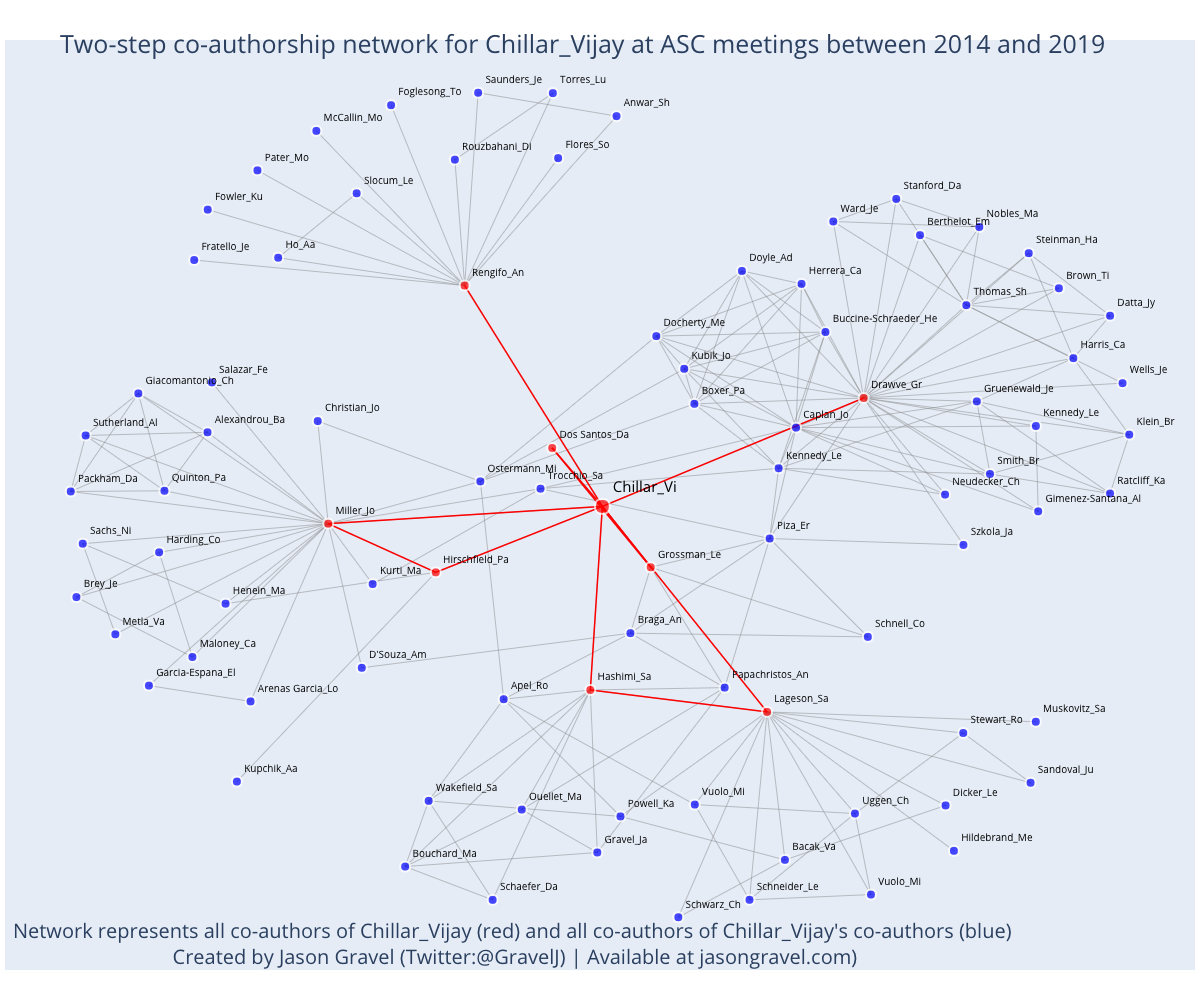 Two-step co-authorship network for Chillar_Vijay at ASC meetings between 2014 and 2019
Saunders_Je
Torres_Lu
Foglesong_To
Anwar_Sh
McCallin_Mo
Rouzbahani_Di
Flores_So
Pater_Mo
Slocum_Le
Fowler_Ku
Stanford_Da
Ward_Je
Nobles_Ma
Berthelot_Em
Fratello_Je
Ho_Aa
Steinman_Ha
Doyle_Ad
Herrera_Ca
Rengifo_An
Brown_Ti
Thomas_Sh
Datta_Jy
Docherty_Me
Buccine-Schraeder_He
Harris_Ca
Kubik_Jo
Salazar_Fe
Wells_Je
Giacomantonio_Ch
Boxer_Pa
Drawve_Gr
Gruenewald_Je
Christian_Jo
Caplan_Jo
Kennedy_Le
Sutherland_Al
Alexandrou_Ba
Klein_Br
Dos Santos_Da
Kennedy_Le
Smith_Br
Ostermann_Mi
Trocchio_Sa
Packham_Da
Quinton_Pa
Neudecker_Ch
Ratcliff_Ka
Chillar_Vi
Gimenez-Santana_Al
Miller_Jo
Piza_Er
Szkola_Ja
Sachs_Ni
Harding_Co
Grossman_Le
Hirschfield_Pa
Kurti_Ma
Brey_Je
Henein_Ma
Metla_Va
Braga_An
Schnell_Co
Maloney_Ca
D'Souza_Am
Garcia-Espana_El
Hashimi_Sa
Papachristos_An
Arenas Garcia_Lo
Apel_Ro
Lageson_Sa
Muskovitz_Sa
Stewart_Ro
Kupchik_Aa
Sandoval_Ju
Wakefield_Sa
Ouellet_Ma
Powell_Ka
Vuolo_Mi
Uggen_Ch
Dicker_Le
Gravel_Ja
Hildebrand_Me
Bouchard_Ma
Bacak_Va
Schaefer_Da
Schneider_Le
Vuolo_Mi
Schwarz_Ch
Network represents all co-authors of Chillar_Vijay (red) and all co-authors of Chillar_Vijay's co-authors (blue)
Created by Jason Gravel (Twitter:@GravelJ) | Available at jasongravel.com)